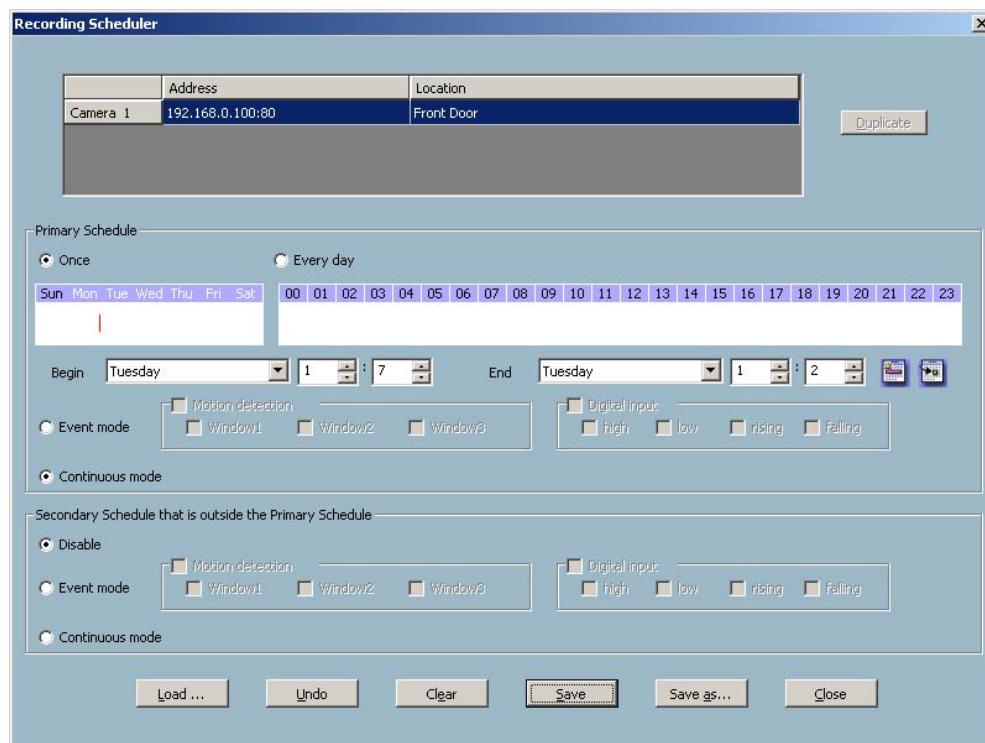 Recording Scheduler
Address Location
Camera 1 192.168.0.100:80 Front Door
Duplicate
Primary Schedule
Once Every day
Sun Mon Tue Wed Thu Fri Sat 00 01 02 03 04 05 06 07 08 09 10 11 12 13 14 15 16 17 18 19 20 21 22 23
Begin Tuesday 1 : 7 End Tuesday 1 : 2
Motion detection Digital input
Event mode Window1 Window2 Window3 high low rising falling
Continuous mode
Secondary Schedule that is outside the Primary Schedule
Disable
Motion detection Digital input
Event mode Window1 Window2 Window3 high low rising falling
Continuous mode
Load ... Undo Clear Save Save as... Close